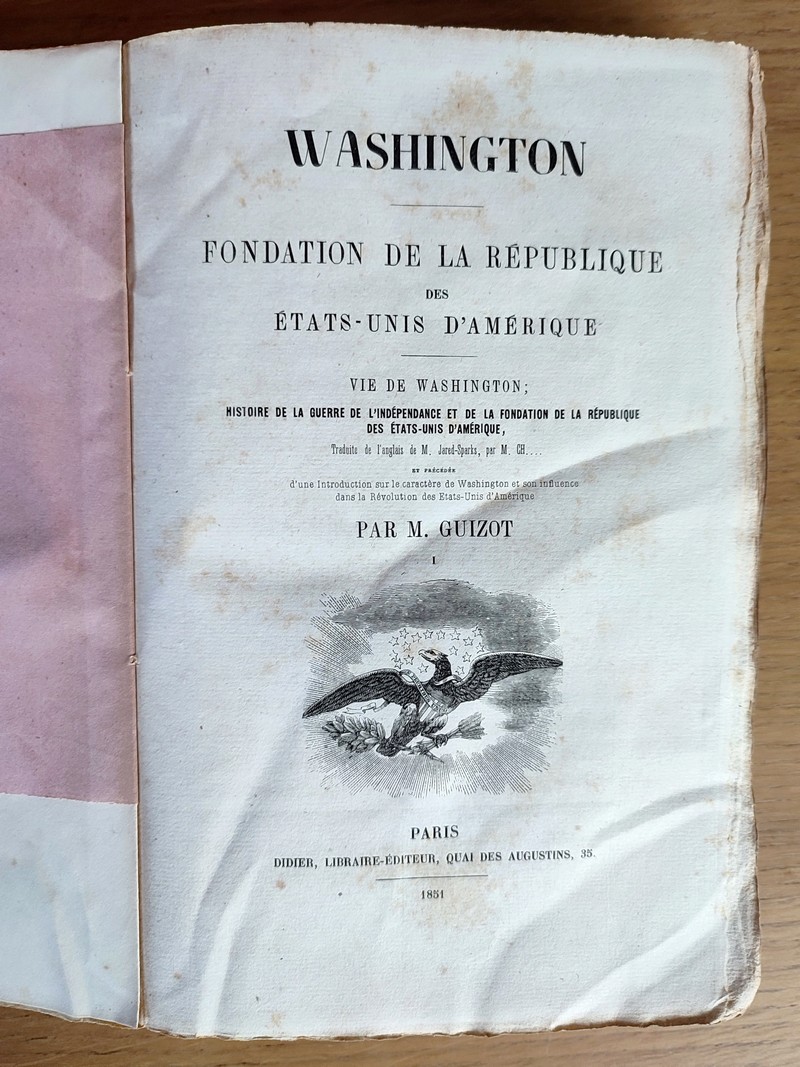 WASHINGTON
FONDATION DE LA RÉPUBLIQUE
DES
ÉTATS-UNIS D'AMÉRIQUE
VIE DE WASHINGTON;
HISTOIRE DE LA GUERRE DE L'INDÉPENDANCE ET DE LA FONDATION DE LA RÉPUBLIQUE
DES ÉTATS-UNIS D'AMÉRIQUE,
Traduite de l'anglais de M. Jared-Sparks, par M. CH....
ET PRÉCÉDÉE
d'une Introduction sur le caractère de Washington et son influence
dans la Révolution des Etats-Unis d'Amérique
PAR M. GUIZOT
I
PARIS
DIDIER, LIBRAIRE-ÉDITEUR, QUAI DES AUGUSTINS, 35.
1851